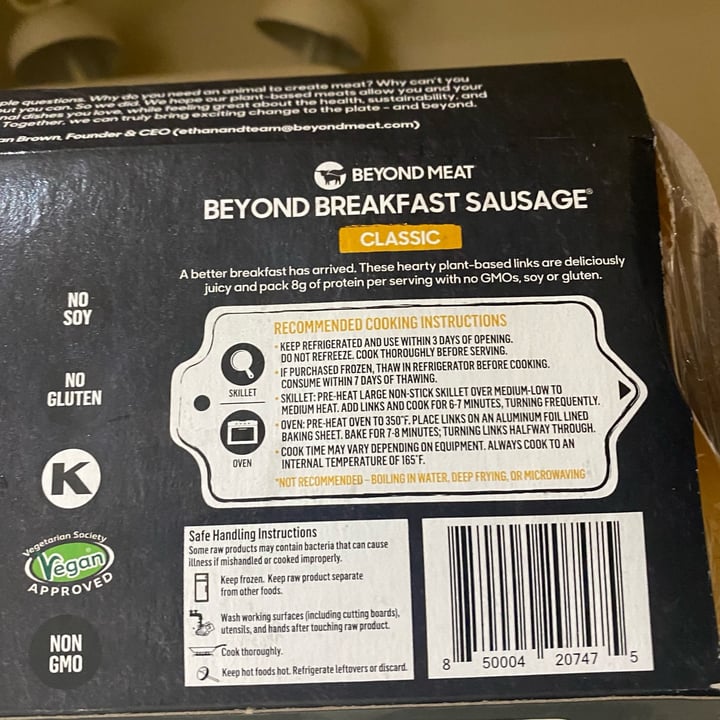 ple questions. Why do you need an animal to create meat? Why can't you
ut you can. So we did. We hope our plant-based meats allow you and your
nal dishes you love, while feeling great about the health, sustainability, and
Together, we can truly bring exciting change to the plate – and beyond.
an Brown, Founder & CEO (ethanandteam@beyondmeat.com)
BEYOND MEAT
BEYOND BREAKFAST SAUSAGE®
CLASSIC
A better breakfast has arrived. These hearty plant-based links are deliciously
juicy and pack 8g of protein per serving with no GMOs, soy or gluten.
NO
SOY
NO
GLUTEN
K
Vegetarian Society
Vegan
APPROVED
NON
GMO
RECOMMENDED COOKING INSTRUCTIONS
• KEEP REFRIGERATED AND USE WITHIN 3 DAYS OF OPENING.
DO NOT REFREEZE. COOK THOROUGHLY BEFORE SERVING.
• IF PURCHASED FROZEN, THAW IN REFRIGERATOR BEFORE COOKING.
CONSUME WITHIN 7 DAYS OF THAWING.
SKILLET
• SKILLET: PRE-HEAT LARGE NON-STICK SKILLET OVER MEDIUM-LOW TO
MEDIUM HEAT. ADD LINKS AND COOK FOR 6-7 MINUTES, TURNING FREQUENTLY.
• OVEN: PRE-HEAT OVEN TO 350°F. PLACE LINKS ON AN ALUMINUM FOIL LINED
BAKING SHEET. BAKE FOR 7-8 MINUTES; TURNING LINKS HALFWAY THROUGH.
OVEN
• COOK TIME MAY VARY DEPENDING ON EQUIPMENT. ALWAYS COOK TO AN
INTERNAL TEMPERATURE OF 165°F.
*NOT RECOMMENDED – BOILING IN WATER, DEEP FRYING, OR MICROWAVING
Safe Handling Instructions
Some raw products may contain bacteria that can cause
illness if mishandled or cooked improperly.
Keep frozen. Keep raw product separate
from other foods.
Wash working surfaces (including cutting boards),
utensils, and hands after touching raw product.
Cook thoroughly.
Keep hot foods hot. Refrigerate leftovers or discard.
8 50004 20747 5